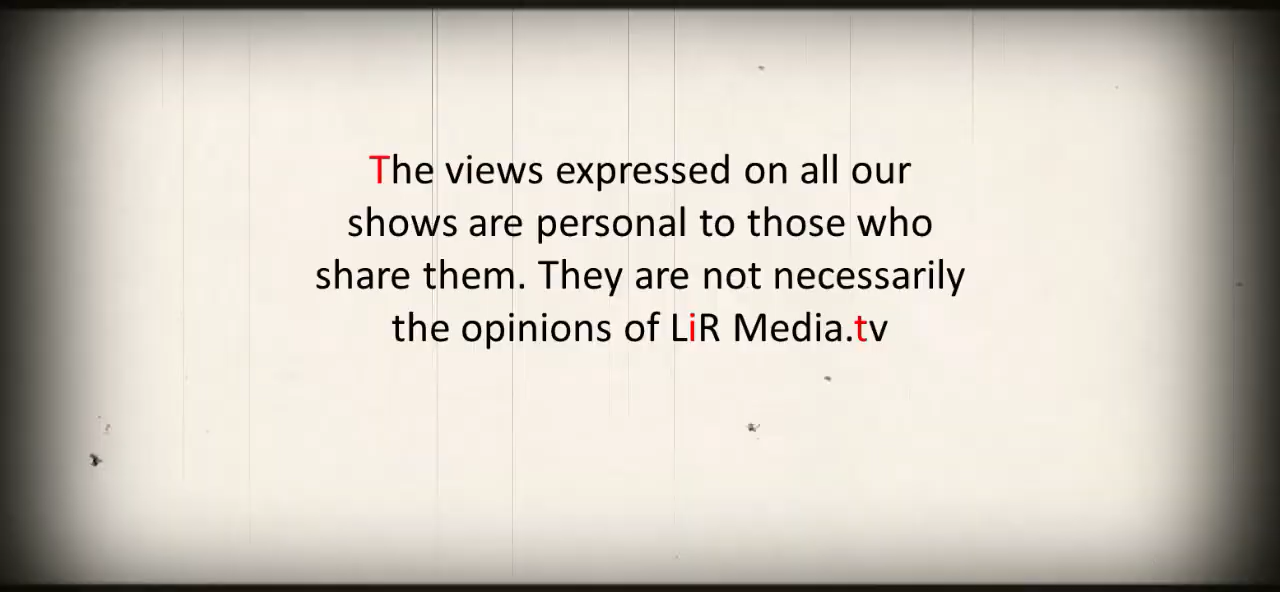 The views expressed on all our
shows are personal to those who
share them. They are not necessarily
the opinions of LiR Media.tv